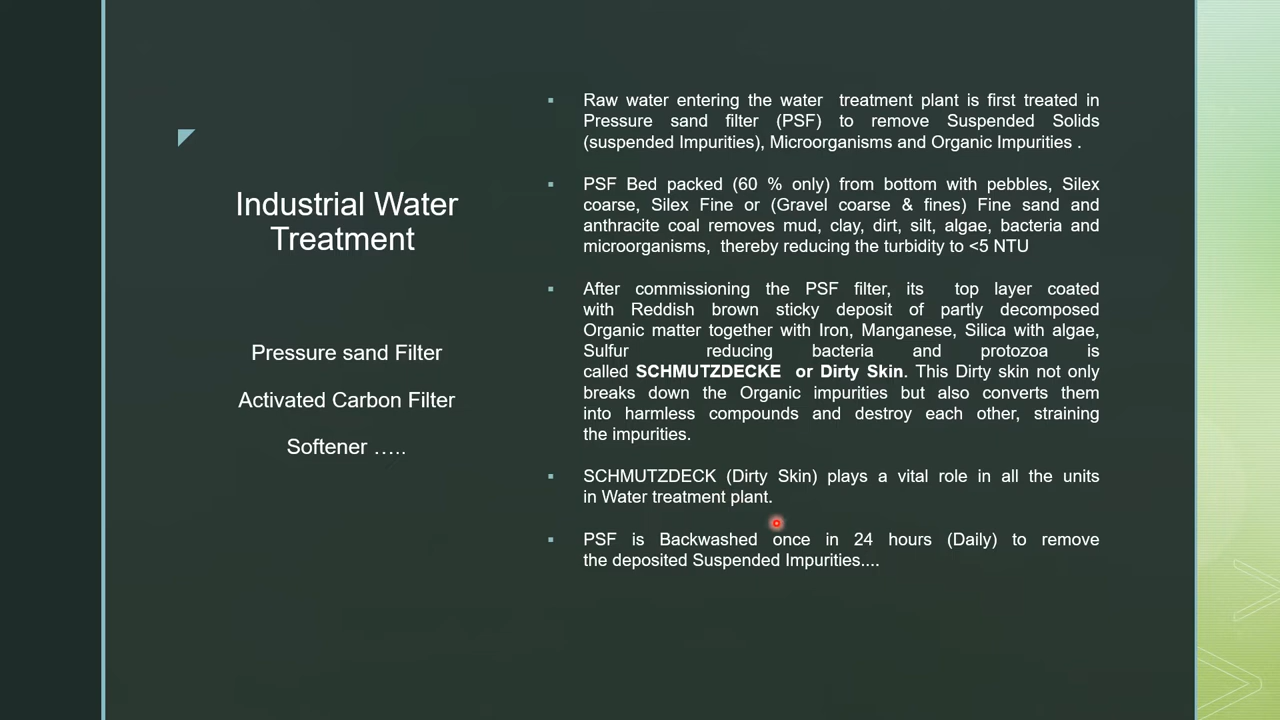 Industrial Water
Treatment
Pressure sand Filter
Activated Carbon Filter
Softener …..
▪ Raw water entering the water treatment plant is first treated in
Pressure sand filter (PSF) to remove Suspended Solids
(suspended Impurities), Microorganisms and Organic Impurities .
▪ PSF Bed packed (60 % only) from bottom with pebbles, Silex
coarse, Silex Fine or (Gravel coarse & fines) Fine sand and
anthracite coal removes mud, clay, dirt, silt, algae, bacteria and
microorganisms, thereby reducing the turbidity to <5 NTU
▪ After commissioning the PSF filter, its top layer coated
with Reddish brown sticky deposit of partly decomposed
Organic matter together with Iron, Manganese, Silica with algae,
Sulfur reducing bacteria and protozoa is
called SCHMUTZDECKE or Dirty Skin. This Dirty skin not only
breaks down the Organic impurities but also converts them
into harmless compounds and destroy each other, straining
the impurities.
▪ SCHMUTZDECK (Dirty Skin) plays a vital role in all the units
in Water treatment plant.
▪ PSF is Backwashed once in 24 hours (Daily) to remove
the deposited Suspended Impurities....